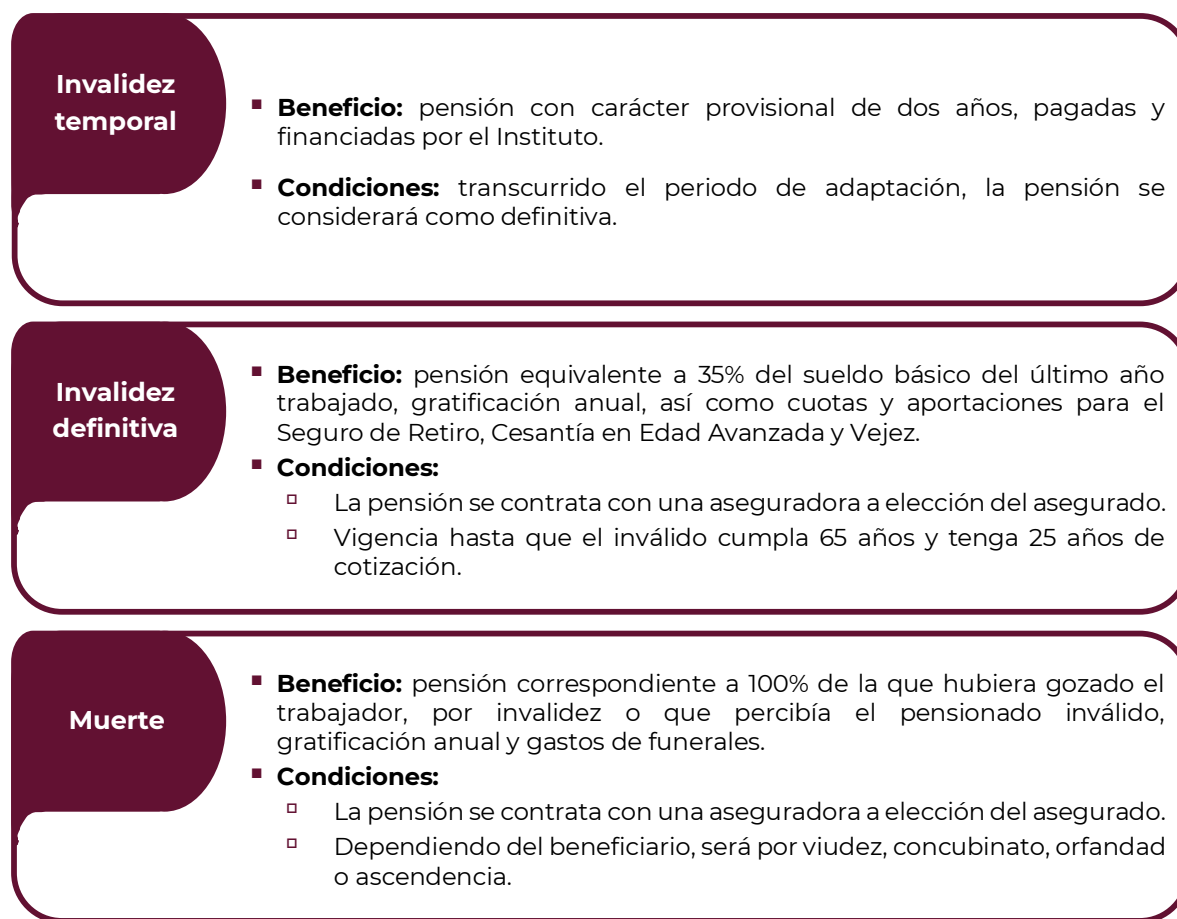 Invalidez
temporal
▪ Beneficio: pensión con carácter provisional de dos años, pagadas y
financiadas por el Instituto.
▪ Condiciones: transcurrido el periodo de adaptación, la pensión se
considerará como definitiva.
Invalidez
definitiva
▪ Beneficio: pensión equivalente a 35% del sueldo básico del último año
trabajado, gratificación anual, así como cuotas y aportaciones para el
Seguro de Retiro, Cesantía en Edad Avanzada y Vejez.
▪ Condiciones:
▫ La pensión se contrata con una aseguradora a elección del asegurado.
▫ Vigencia hasta que el inválido cumpla 65 años y tenga 25 años de
cotización.
Muerte
▪ Beneficio: pensión correspondiente a 100% de la que hubiera gozado el
trabajador, por invalidez o que percibía el pensionado inválido,
gratificación anual y gastos de funerales.
▪ Condiciones:
▫ La pensión se contrata con una aseguradora a elección del asegurado.
▫ Dependiendo del beneficiario, será por viudez, concubinato, orfandad
o ascendencia.